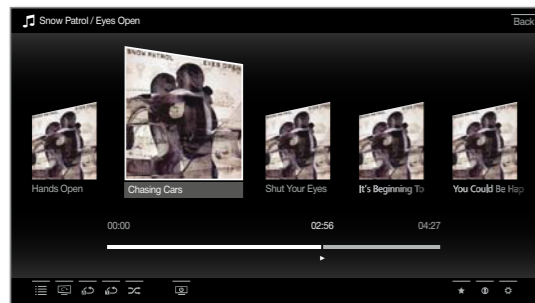 Snow Patrol / Eyes Open
Back
SNOW PATROL EYES OPEN
Hands Open
Chasing Cars
Shut Your Eyes
It's Beginning To
You Could Be Hap
00:00
02:56
04:27